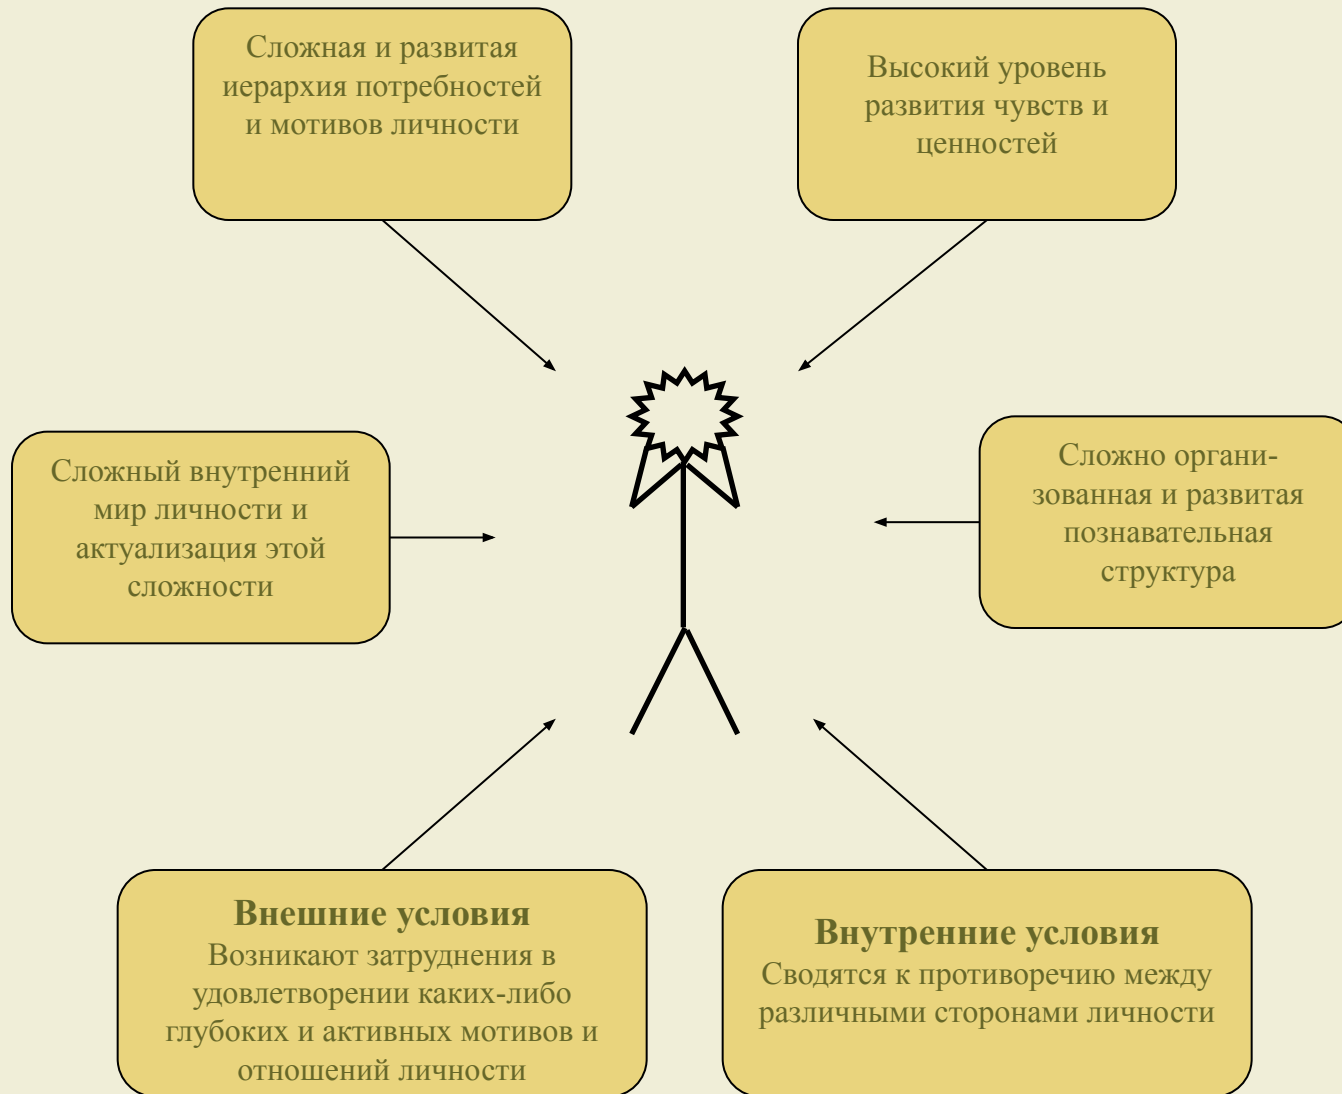 Сложная и развитая
иерархия потребностей
и мотивов личности
Высокий уровень
развития чувств и
ценностей
Сложный внутренний
мир личности и
актуализация этой
сложности
Сложно органи-
зованная и развитая
познавательная
структура
Внешние условия
Возникают затруднения в
удовлетворении каких-либо
глубоких и активных мотивов и
отношений личности
Внутренние условия
Сводятся к противоречию между
различными сторонами личности